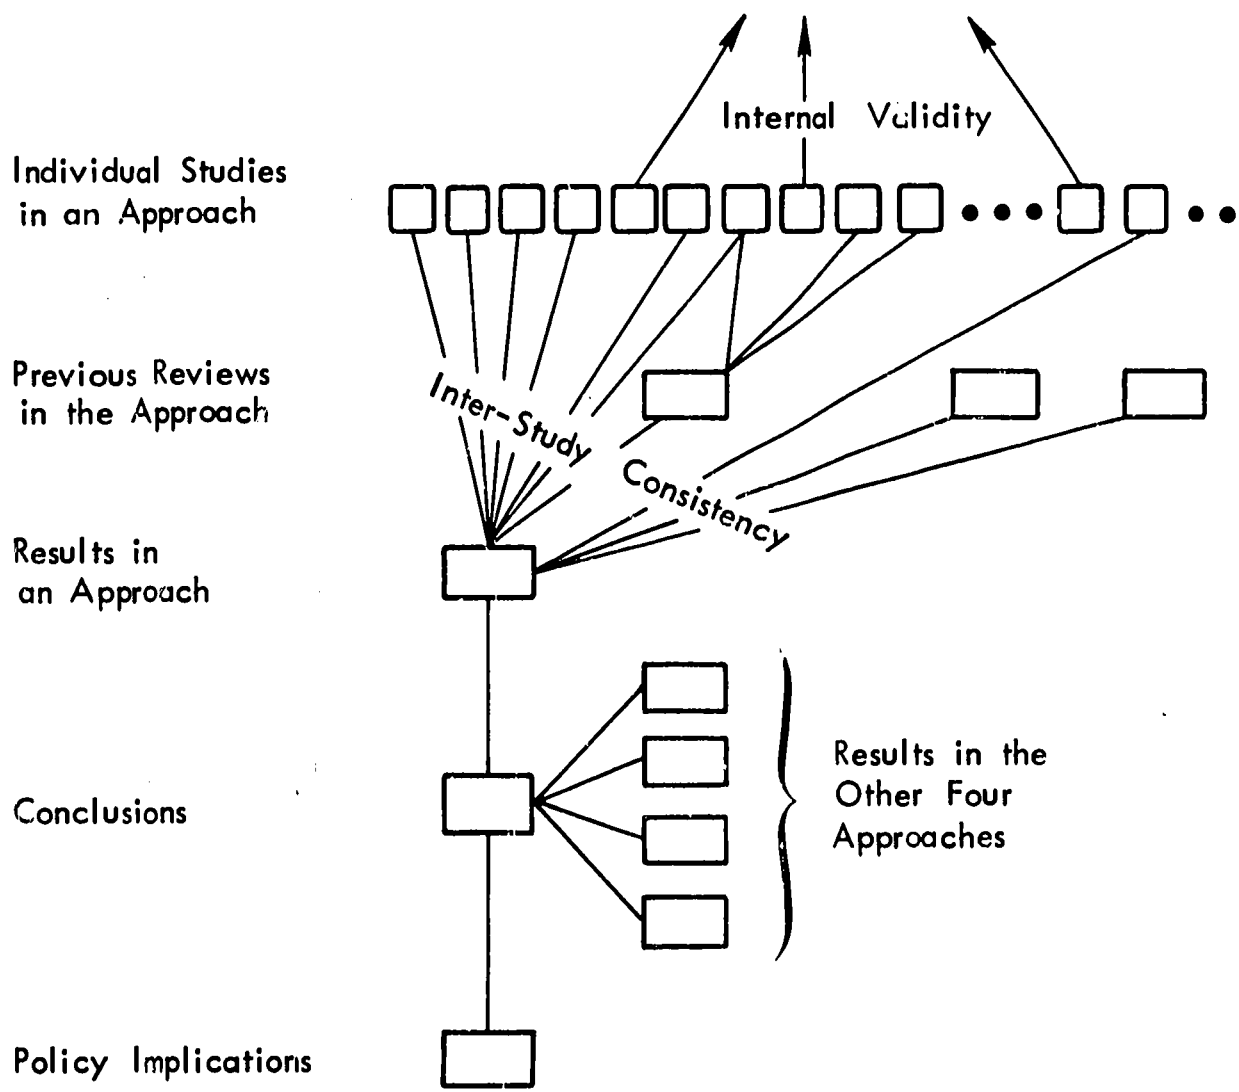 Internal Validity
Individual Studies
in an Approach
Previous Reviews
in the Approach
Inter-Study
Consistency
Results in
an Approach
Results in the
Other Four
Approaches
Conclusions
Policy Implications